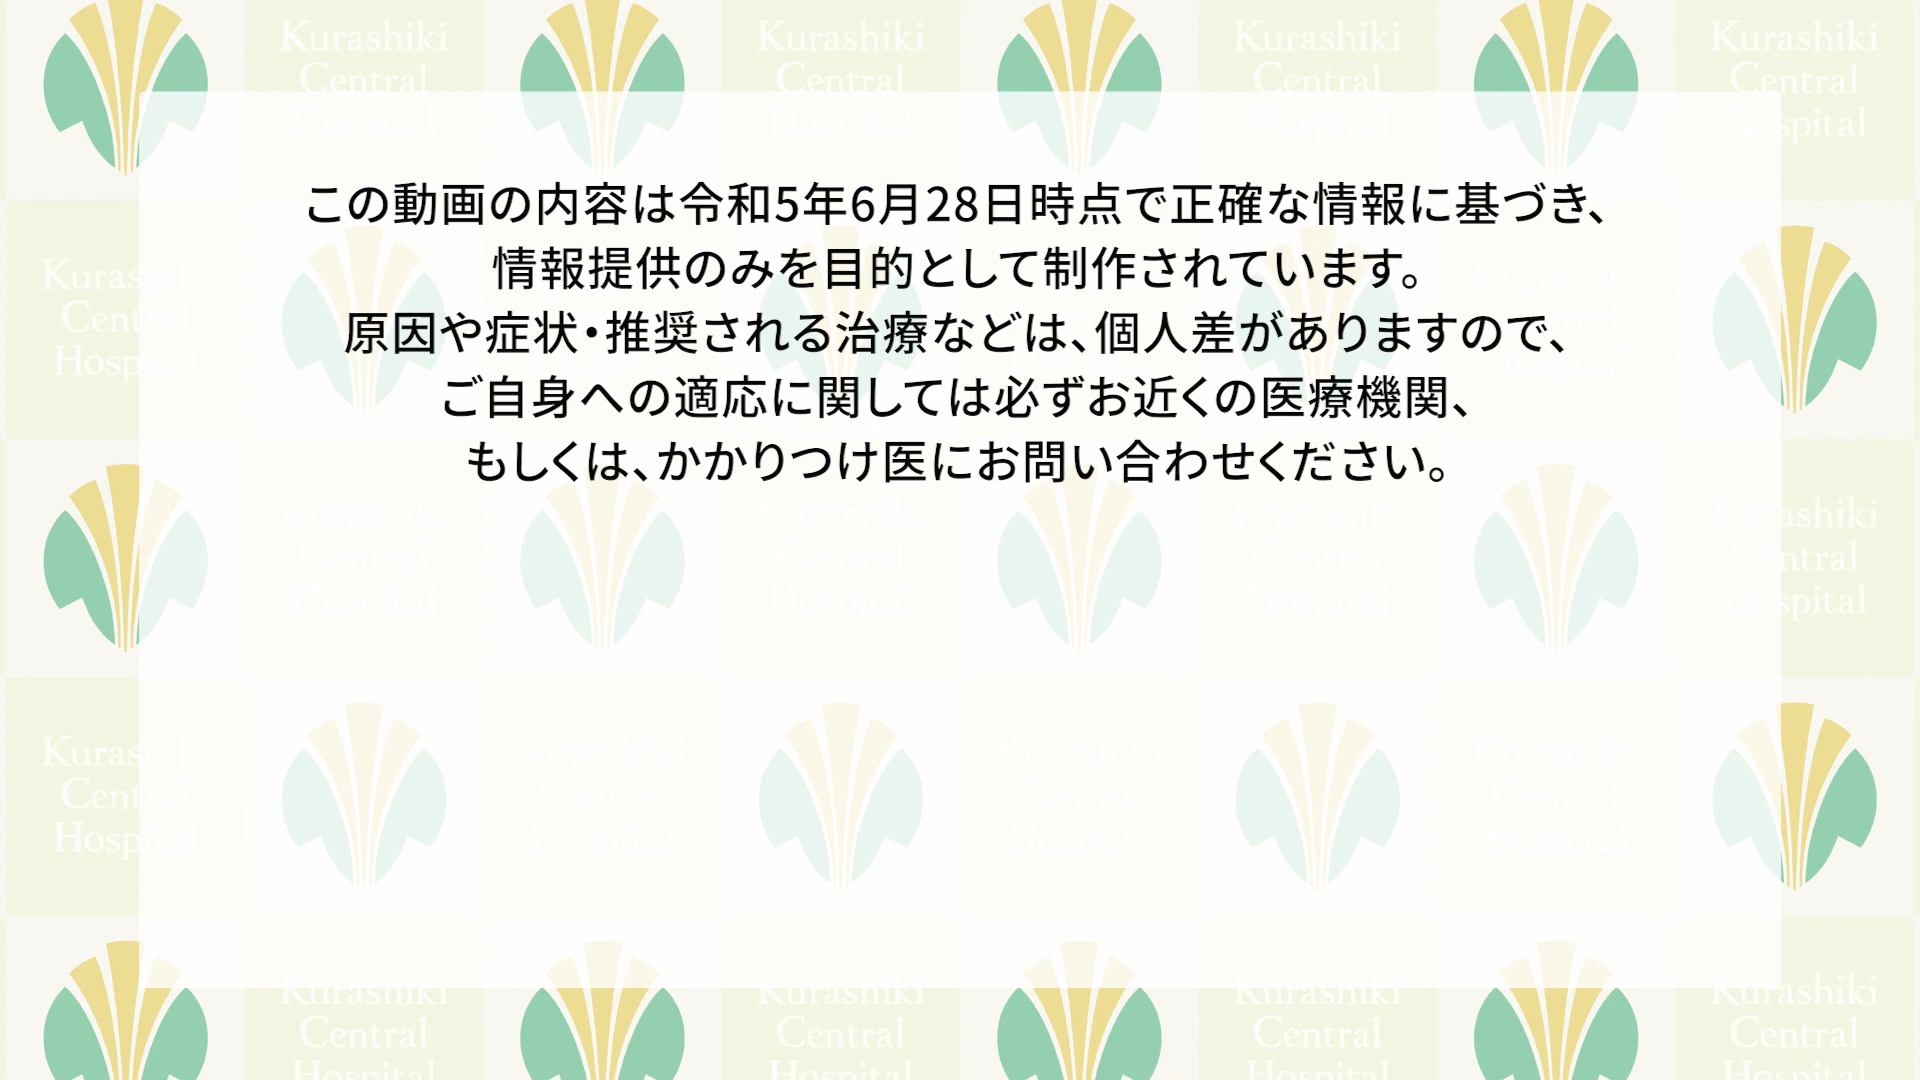 この動画の内容は令和5年6月28日時点で正確な情報に基づき、
情報提供のみを目的として制作されています。
原因や症状・推奨される治療などは、個人差がありますので、
ご自身への適応に関しては必ずお近くの医療機関、
もしくは、かかりつけ医にお問い合わせください。
Kurashiki
Central
Hospital